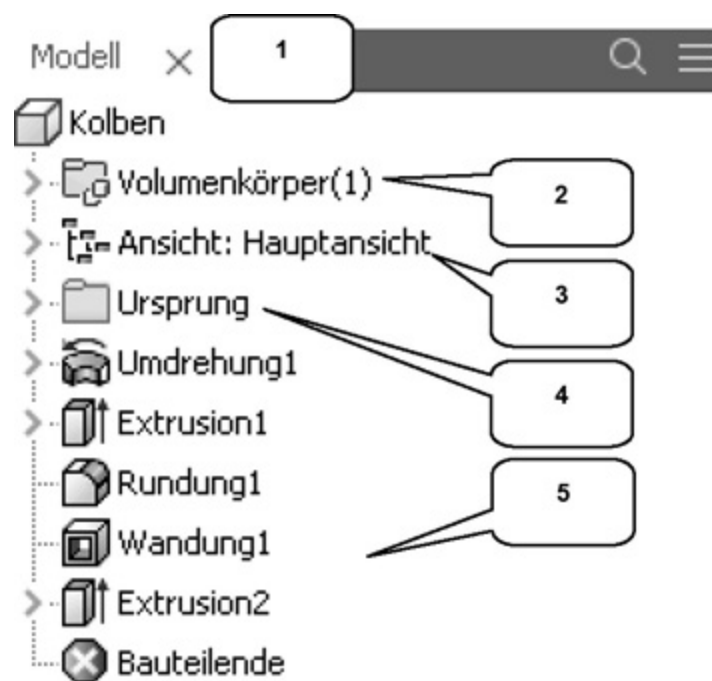 Modell
1
Kolben
Volumenkörper(1)
2
Ansicht: Hauptansicht
3
Ursprung
Umdrehung1
4
Extrusion1
Rundung1
5
Wandung1
Extrusion2
Bauteilende